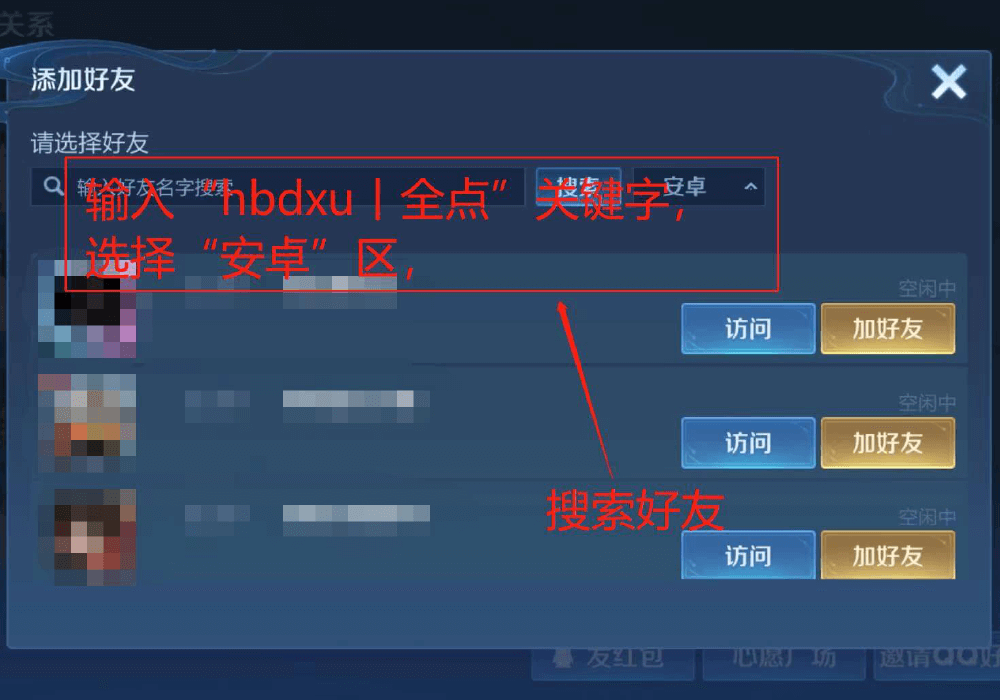 关系
添加好友
请选择好友
输入好友名字搜索
搜索
安卓
输入“hbdxu丨全点”关键字，
选择“安卓”区，
空闲中
访问
加好友
空闲中
访问
加好友
搜索好友
空闲中
访问
加好友
发红包
心愿广场
邀请QQ好